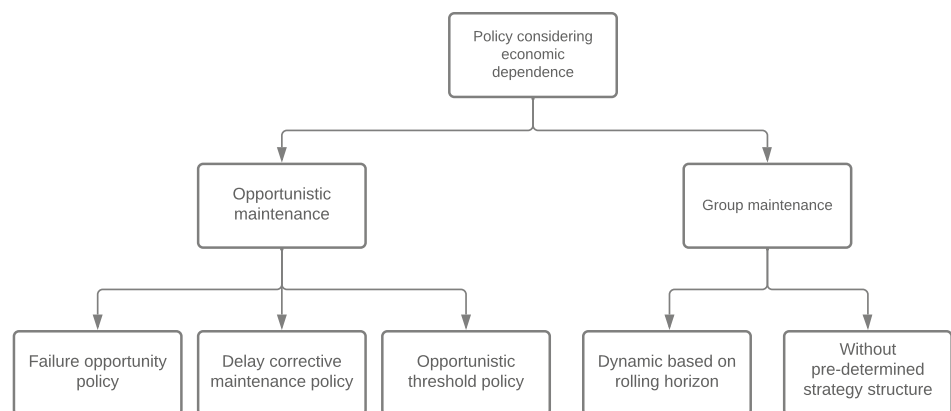 Policy considering
economic
dependence
Opportunistic
maintenance
Group maintenance
Failure opportunity
policy
Delay corrective
maintenance policy
Opportunistic
threshold policy
Dynamic based on
rolling horizon
Without
pre-determined
strategy structure